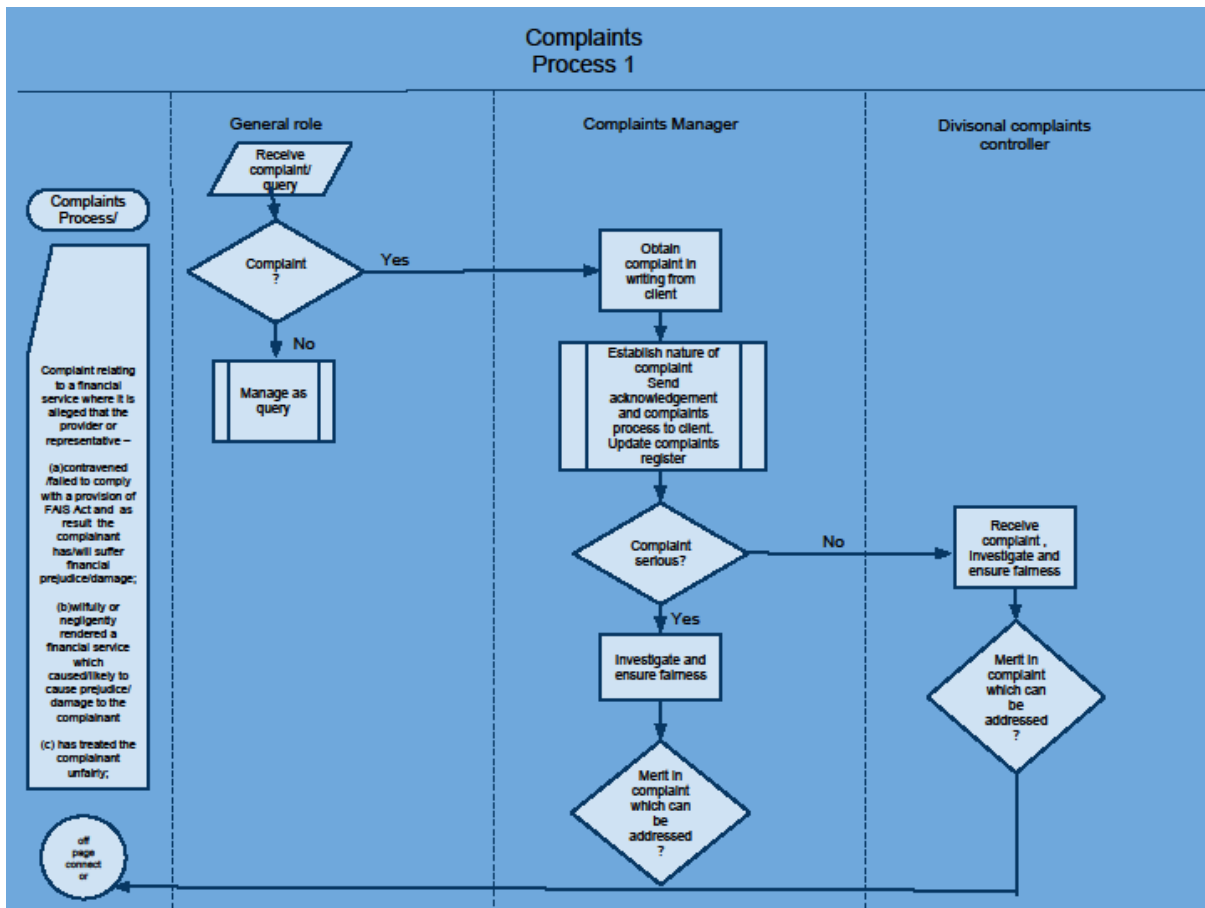 Complaints
Process 1
General role
Complaints Manager
Divisonal complaints
controller
Complaints
Process/
Complaint relating
to a financial
service where it is
alleged that the
provider or
representative –
(a)contravened
/failed to comply
with a provision of
FAIS Act and as
result the
complainant
has/will suffer
financial
prejudice/damage;
(b)wilfully or
negligently
rendered a
financial service
which
caused/likely to
cause prejudice/
damage to the
complainant
(c) has treated the
complainant
unfairly;
off
page
connect
or
Receive
complaint/
query
Complaint
?
Yes
No
Manage as
query
Obtain
complaint in
writing from
client
Establish nature of
complaint
Send
acknowledgement
and complaints
process to client.
Update complaints
register
Complaint
serious?
No
Yes
Investigate and
ensure fairness
Merit in
complaint
which can
be
addressed
?
Receive
complaint ,
investigate and
ensure fairness
Merit in
complaint
which can
be
addressed
?